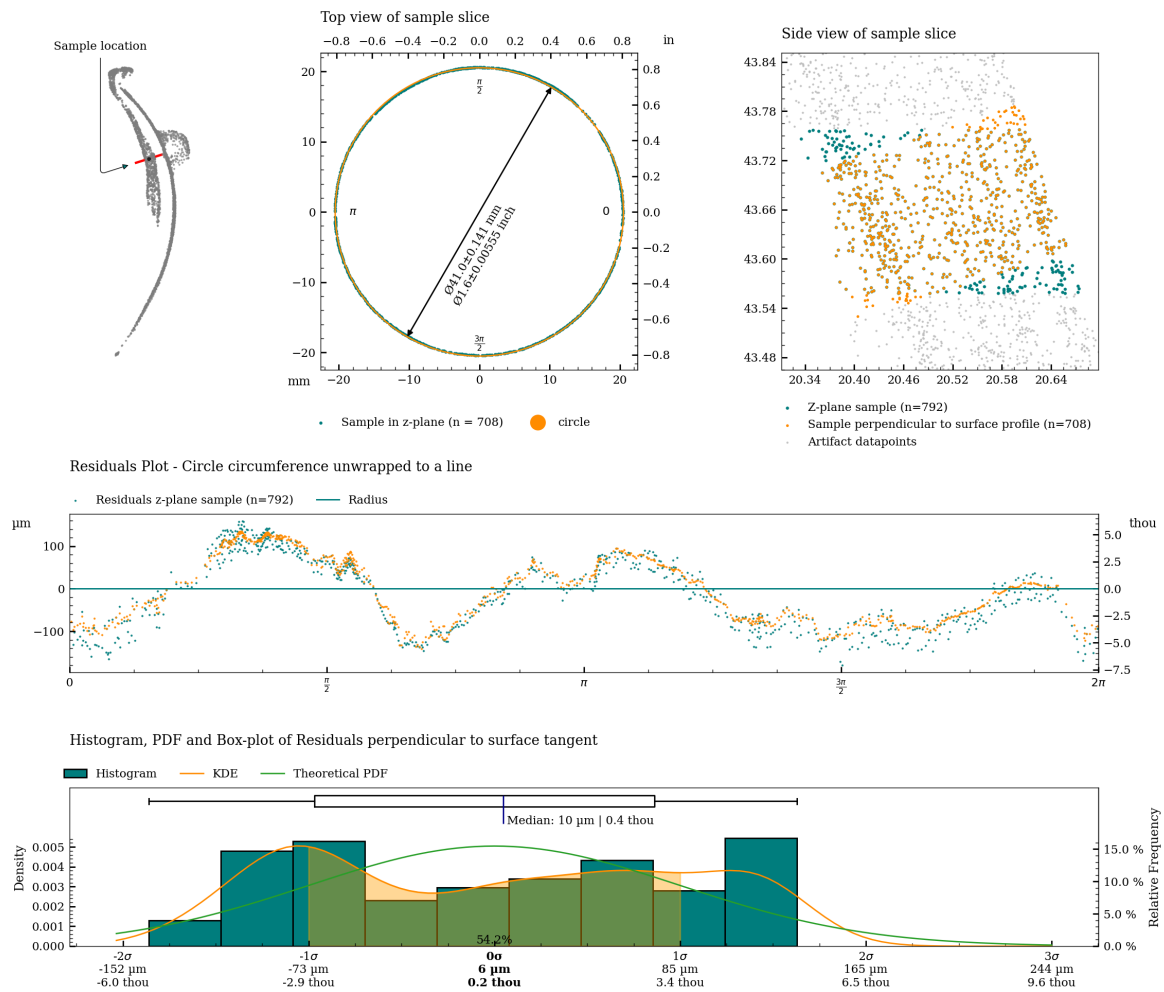 Sample location
Top view of sample slice
−0.8 −0.6 −0.4 −0.2 0.0 0.2 0.4 0.6 0.8 in
20
10
0
−10
−20
mm
−20 −10 0 10 20
0.8
0.6
0.4
0.2
0.0
−0.2
−0.4
−0.6
−0.8
π/2
π
0
3π/2
Ø41.0±0.141 mm
Ø1.6±0.00555 inch
Sample in z-plane (n = 708) circle
Side view of sample slice
43.84
43.78
43.72
43.66
43.60
43.54
43.48
20.34 20.40 20.46 20.52 20.58 20.64
Z-plane sample (n=792)
Sample perpendicular to surface profile (n=708)
Artifact datapoints
Residuals Plot - Circle circumference unwrapped to a line
Residuals z-plane sample (n=792) Radius
µm
100
0
−100
thou
5.0
2.5
0.0
−2.5
−5.0
−7.5
0 π/2 π 3π/2 2π
Histogram, PDF and Box-plot of Residuals perpendicular to surface tangent
Histogram KDE Theoretical PDF
Median: 10 µm | 0.4 thou
Density
0.005
0.004
0.003
0.002
0.001
0.000
Relative Frequency
15.0 %
10.0 %
5.0 %
0.0 %
54.2%
-2σ -1σ 0σ 1σ 2σ 3σ
-152 µm -73 µm 6 µm 85 µm 165 µm 244 µm
-6.0 thou -2.9 thou 0.2 thou 3.4 thou 6.5 thou 9.6 thou